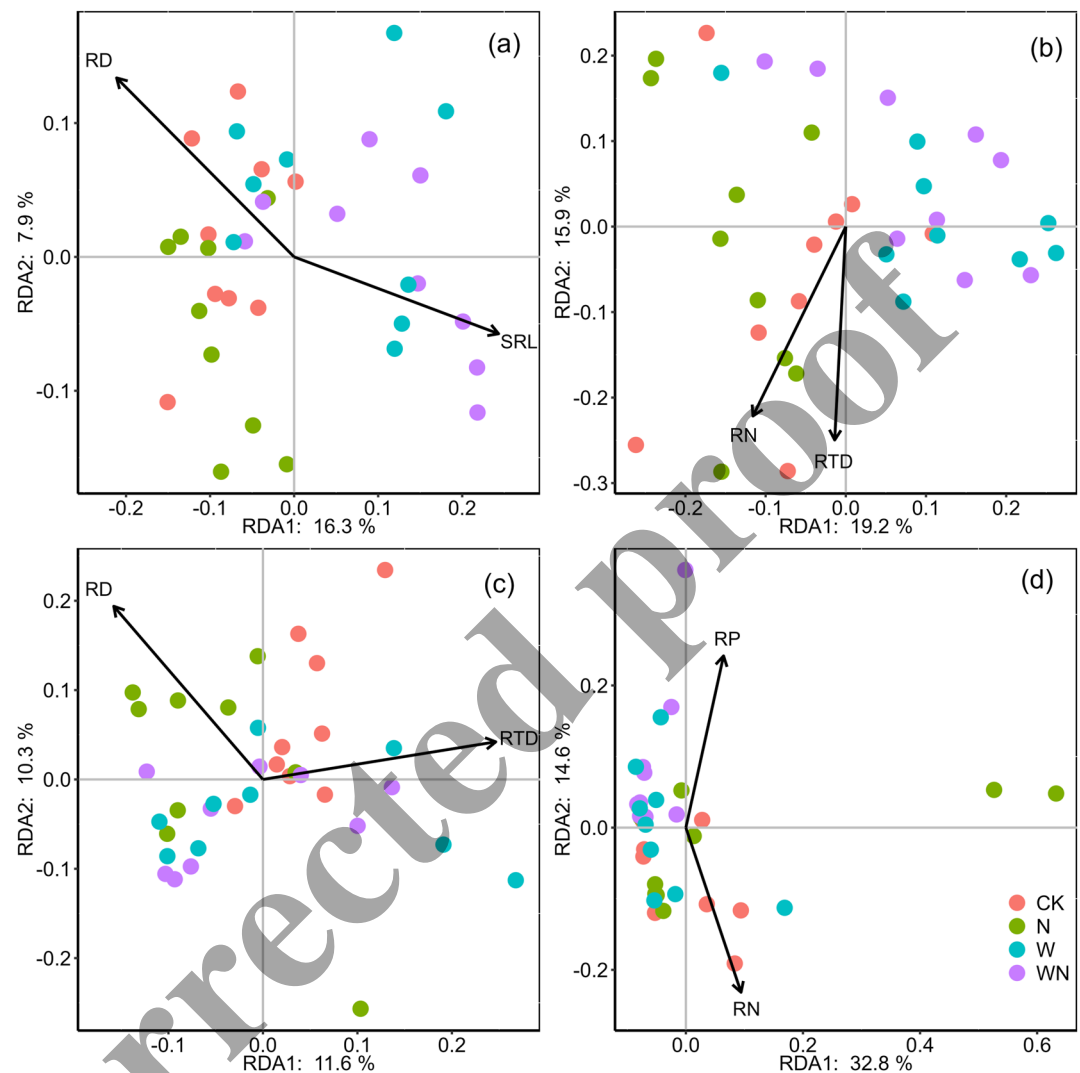 (a)
RD
SRL
RDA2: 7.9 %
0.1
0.0
-0.1
-0.2 -0.1 0.0 0.1 0.2
RDA1: 16.3 %
(b)
RN
RTD
RDA2: 15.9 %
0.2
0.1
0.0
-0.1
-0.2
-0.3
-0.2 -0.1 0.0 0.1 0.2
RDA1: 19.2 %
(c)
RD
RTD
RDA2: 10.3 %
0.2
0.1
0.0
-0.1
-0.2
-0.1 0.0 0.1 0.2
RDA1: 11.6 %
(d)
RP
RN
RDA2: 14.6 %
0.2
0.0
-0.2
0.0 0.2 0.4 0.6
RDA1: 32.8 %
CK
N
W
WN
rrected proof